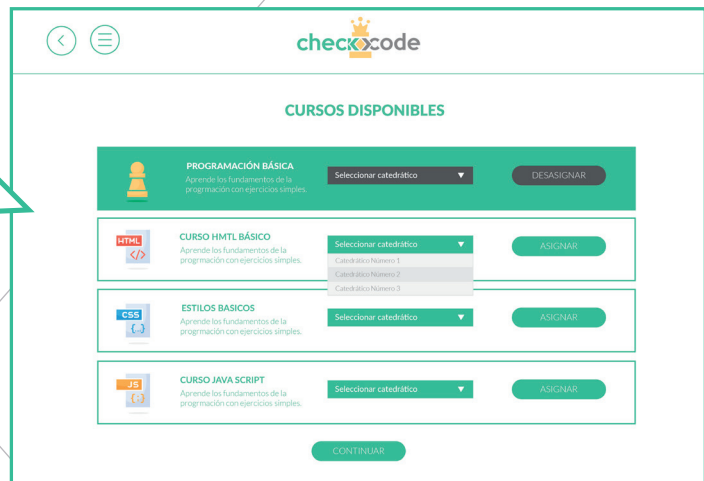 checkcode
CURSOS DISPONIBLES
PROGRAMACIÓN BÁSICA
Aprende los fundamentos de la
progrmación con ejercicios simples.
Seleccionar catedrático
DESASIGNAR
HTML
</>
CURSO HMTL BÁSICO
Aprende los fundamentos de la
progrmación con ejercicios simples.
Seleccionar catedrático
Catedrático Número 1
Catedrático Número 2
Catedrático Número 3
ASIGNAR
CSS
{..}
ESTILOS BASICOS
Aprende los fundamentos de la
progrmación con ejercicios simples.
Seleccionar catedrático
ASIGNAR
JS
{:}
CURSO JAVA SCRIPT
Aprende los fundamentos de la
progrmación con ejercicios simples.
Seleccionar catedrático
ASIGNAR
CONTINUAR